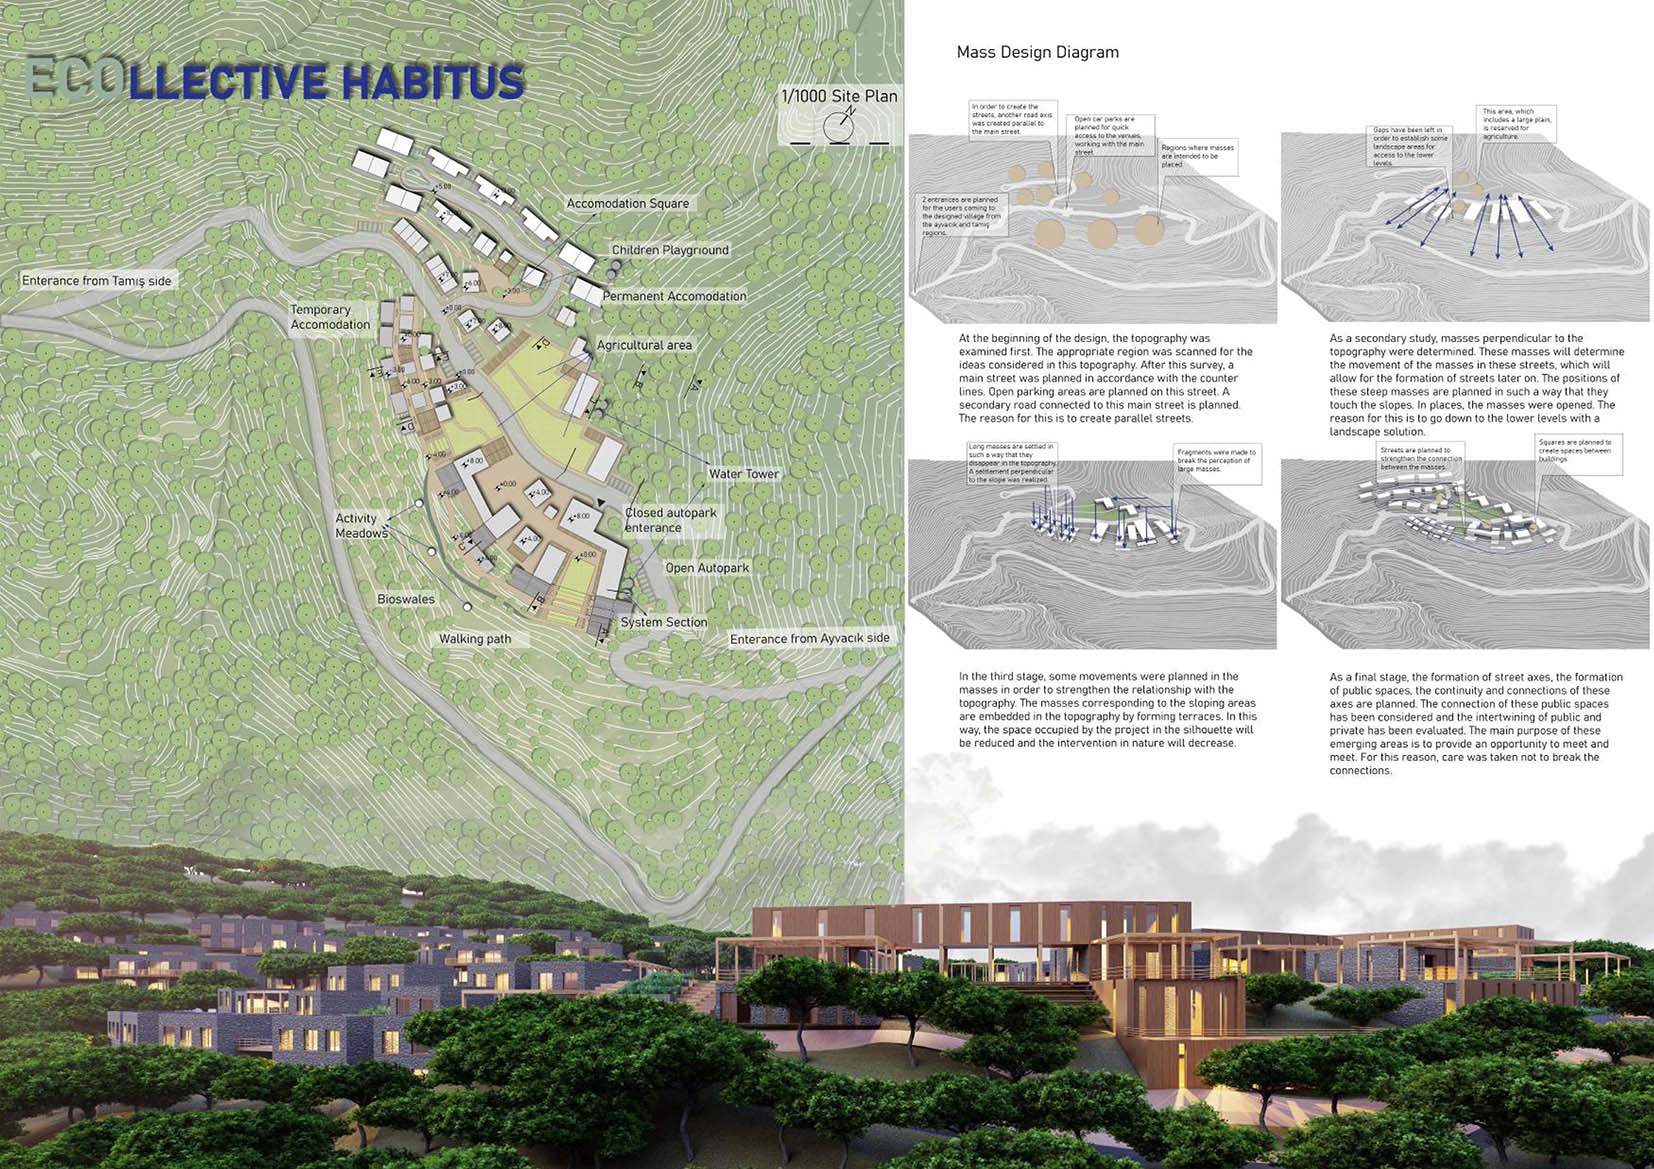 ECOLLECTIVE HABITUS
1/1000 Site Plan
N
Accomodation Square
Children Playground
Enterance from Tamış side
Permanent Accomodation
Temporary
Accomodation
Agricultural area
Water Tower
Activity
Meadows
Closed autopark
enterance
Open Autopark
Bioswales
System Section
Walking path
Enterance from Ayvacık side
Mass Design Diagram
In order to create the
streets, another road axis
was created parallel to
the main street.
Open car parks are
planned for quick
access to the venues,
working with the main
street.
Regions where masses
are intended to be
placed.
2 entrances are planned
for the users coming to
the designed village from
the ayvacık and tamış
regions.
Gaps have been left in
order to establish some
landscape areas for
access to the lower
levels.
This area, which
includes a large plain,
is reserved for
agriculture.
At the beginning of the design, the topography was
examined first. The appropriate region was scanned for the
ideas considered in this topography. After this survey, a
main street was planned in accordance with the counter
lines. Open parking areas are planned on this street. A
secondary road connected to this main street is planned.
The reason for this is to create parallel streets.
As a secondary study, masses perpendicular to the
topography were determined. These masses will determine
the movement of the masses in these streets, which will
allow for the formation of streets later on. The positions of
these steep masses are planned in such a way that they
touch the slopes. In places, the masses were opened. The
reason for this is to go down to the lower levels with a
landscape solution.
Long masses are settled in
such a way that they
disappear in the topography.
A settlement perpendicular
to the slope was realized.
Fragments were made to
break the perception of
large masses.
Streets are planned to
strengthen the connection
between the masses.
Squares are planned to
create spaces between
buildings
In the third stage, some movements were planned in the
masses in order to strengthen the relationship with the
topography. The masses corresponding to the sloping areas
are embedded in the topography by forming terraces. In this
way, the space occupied by the project in the silhouette will
be reduced and the intervention in nature will decrease.
As a final stage, the formation of street axes, the formation
of public spaces, the continuity and connections of these
axes are planned. The connection of these public spaces
has been considered and the intertwining of public and
private has been evaluated. The main purpose of these
emerging areas is to provide an opportunity to meet and
meet. For this reason, care was taken not to break the
connections.